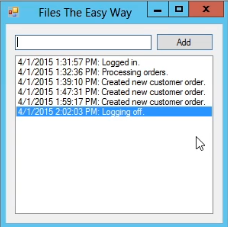 Files The Easy Way
Add
4/1/2015 1:31:57 PM: Logged in.
4/1/2015 1:32:36 PM: Processing orders.
4/1/2015 1:39:10 PM: Created new customer order.
4/1/2015 1:47:31 PM: Created new customer order.
4/1/2015 1:59:17 PM: Created new customer order.
4/1/2015 2:02:03 PM: Logging off.